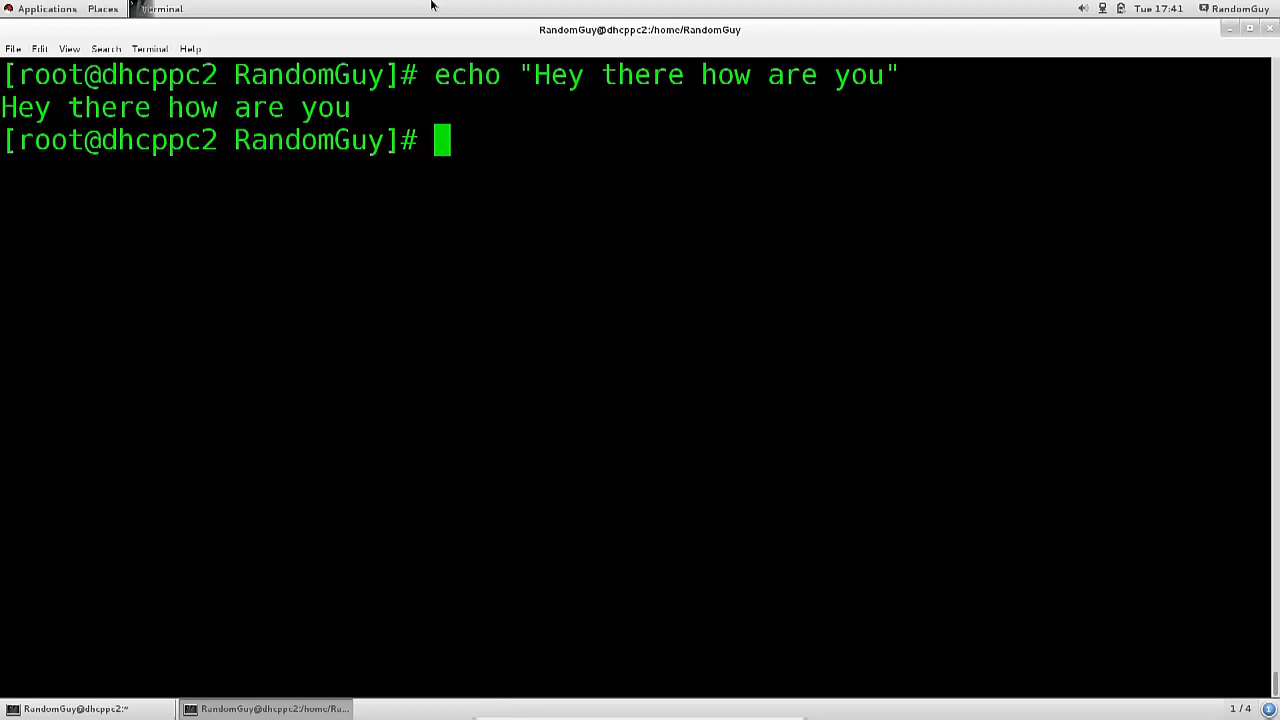 Applications Places Terminal Tue 17:41 RandomGuy
RandomGuy@dhcppc2:/home/RandomGuy
File Edit View Search Terminal Help
[root@dhcppc2 RandomGuy]# echo "Hey there how are you"
Hey there how are you
[root@dhcppc2 RandomGuy]#
RandomGuy@dhcppc2:~ RandomGuy@dhcppc2:/home/Ra... 1 / 4